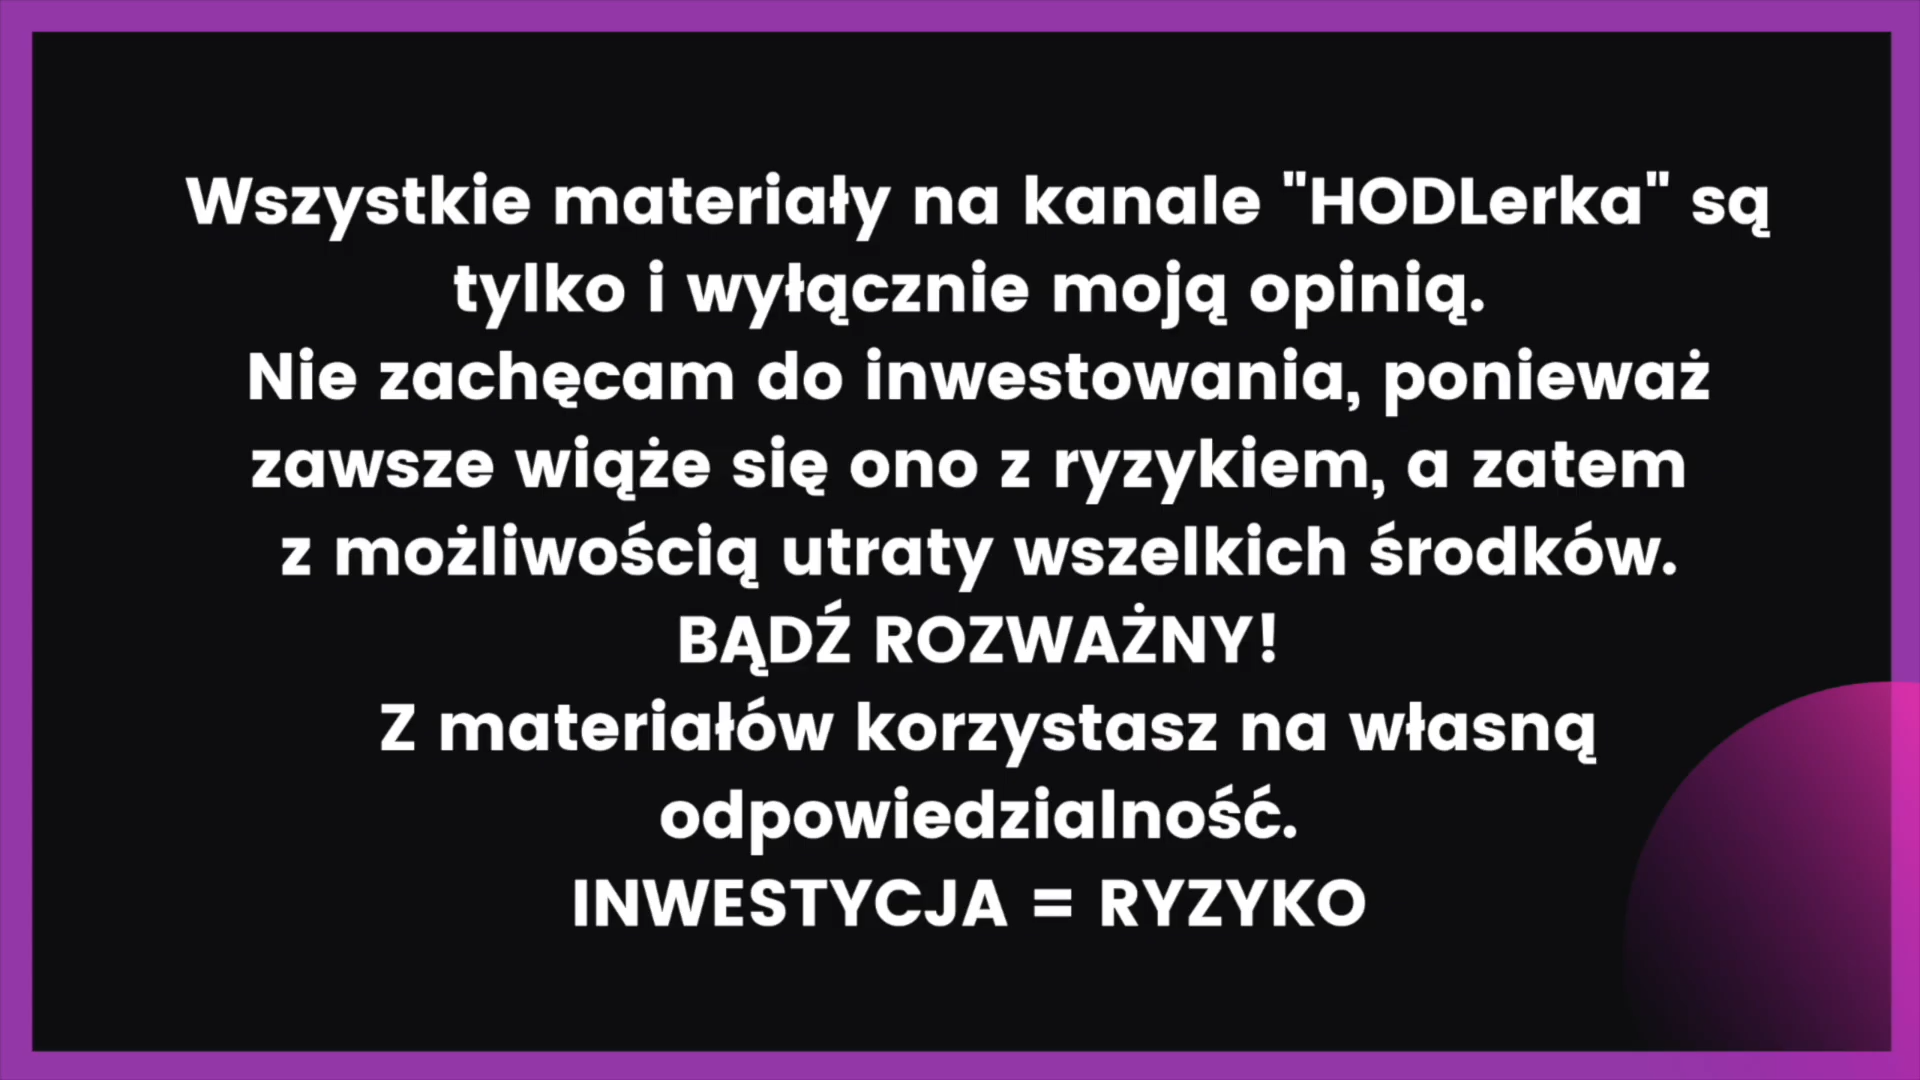 Wszystkie materiały na kanale "HODLerka" są
tylko i wyłącznie moją opinią.
Nie zachęcam do inwestowania, ponieważ
zawsze wiąże się ono z ryzykiem, a zatem
z możliwością utraty wszelkich środków.
BĄDŹ ROZWAŻNY!
Z materiałów korzystasz na własną
odpowiedzialność.
INWESTYCJA = RYZYKO